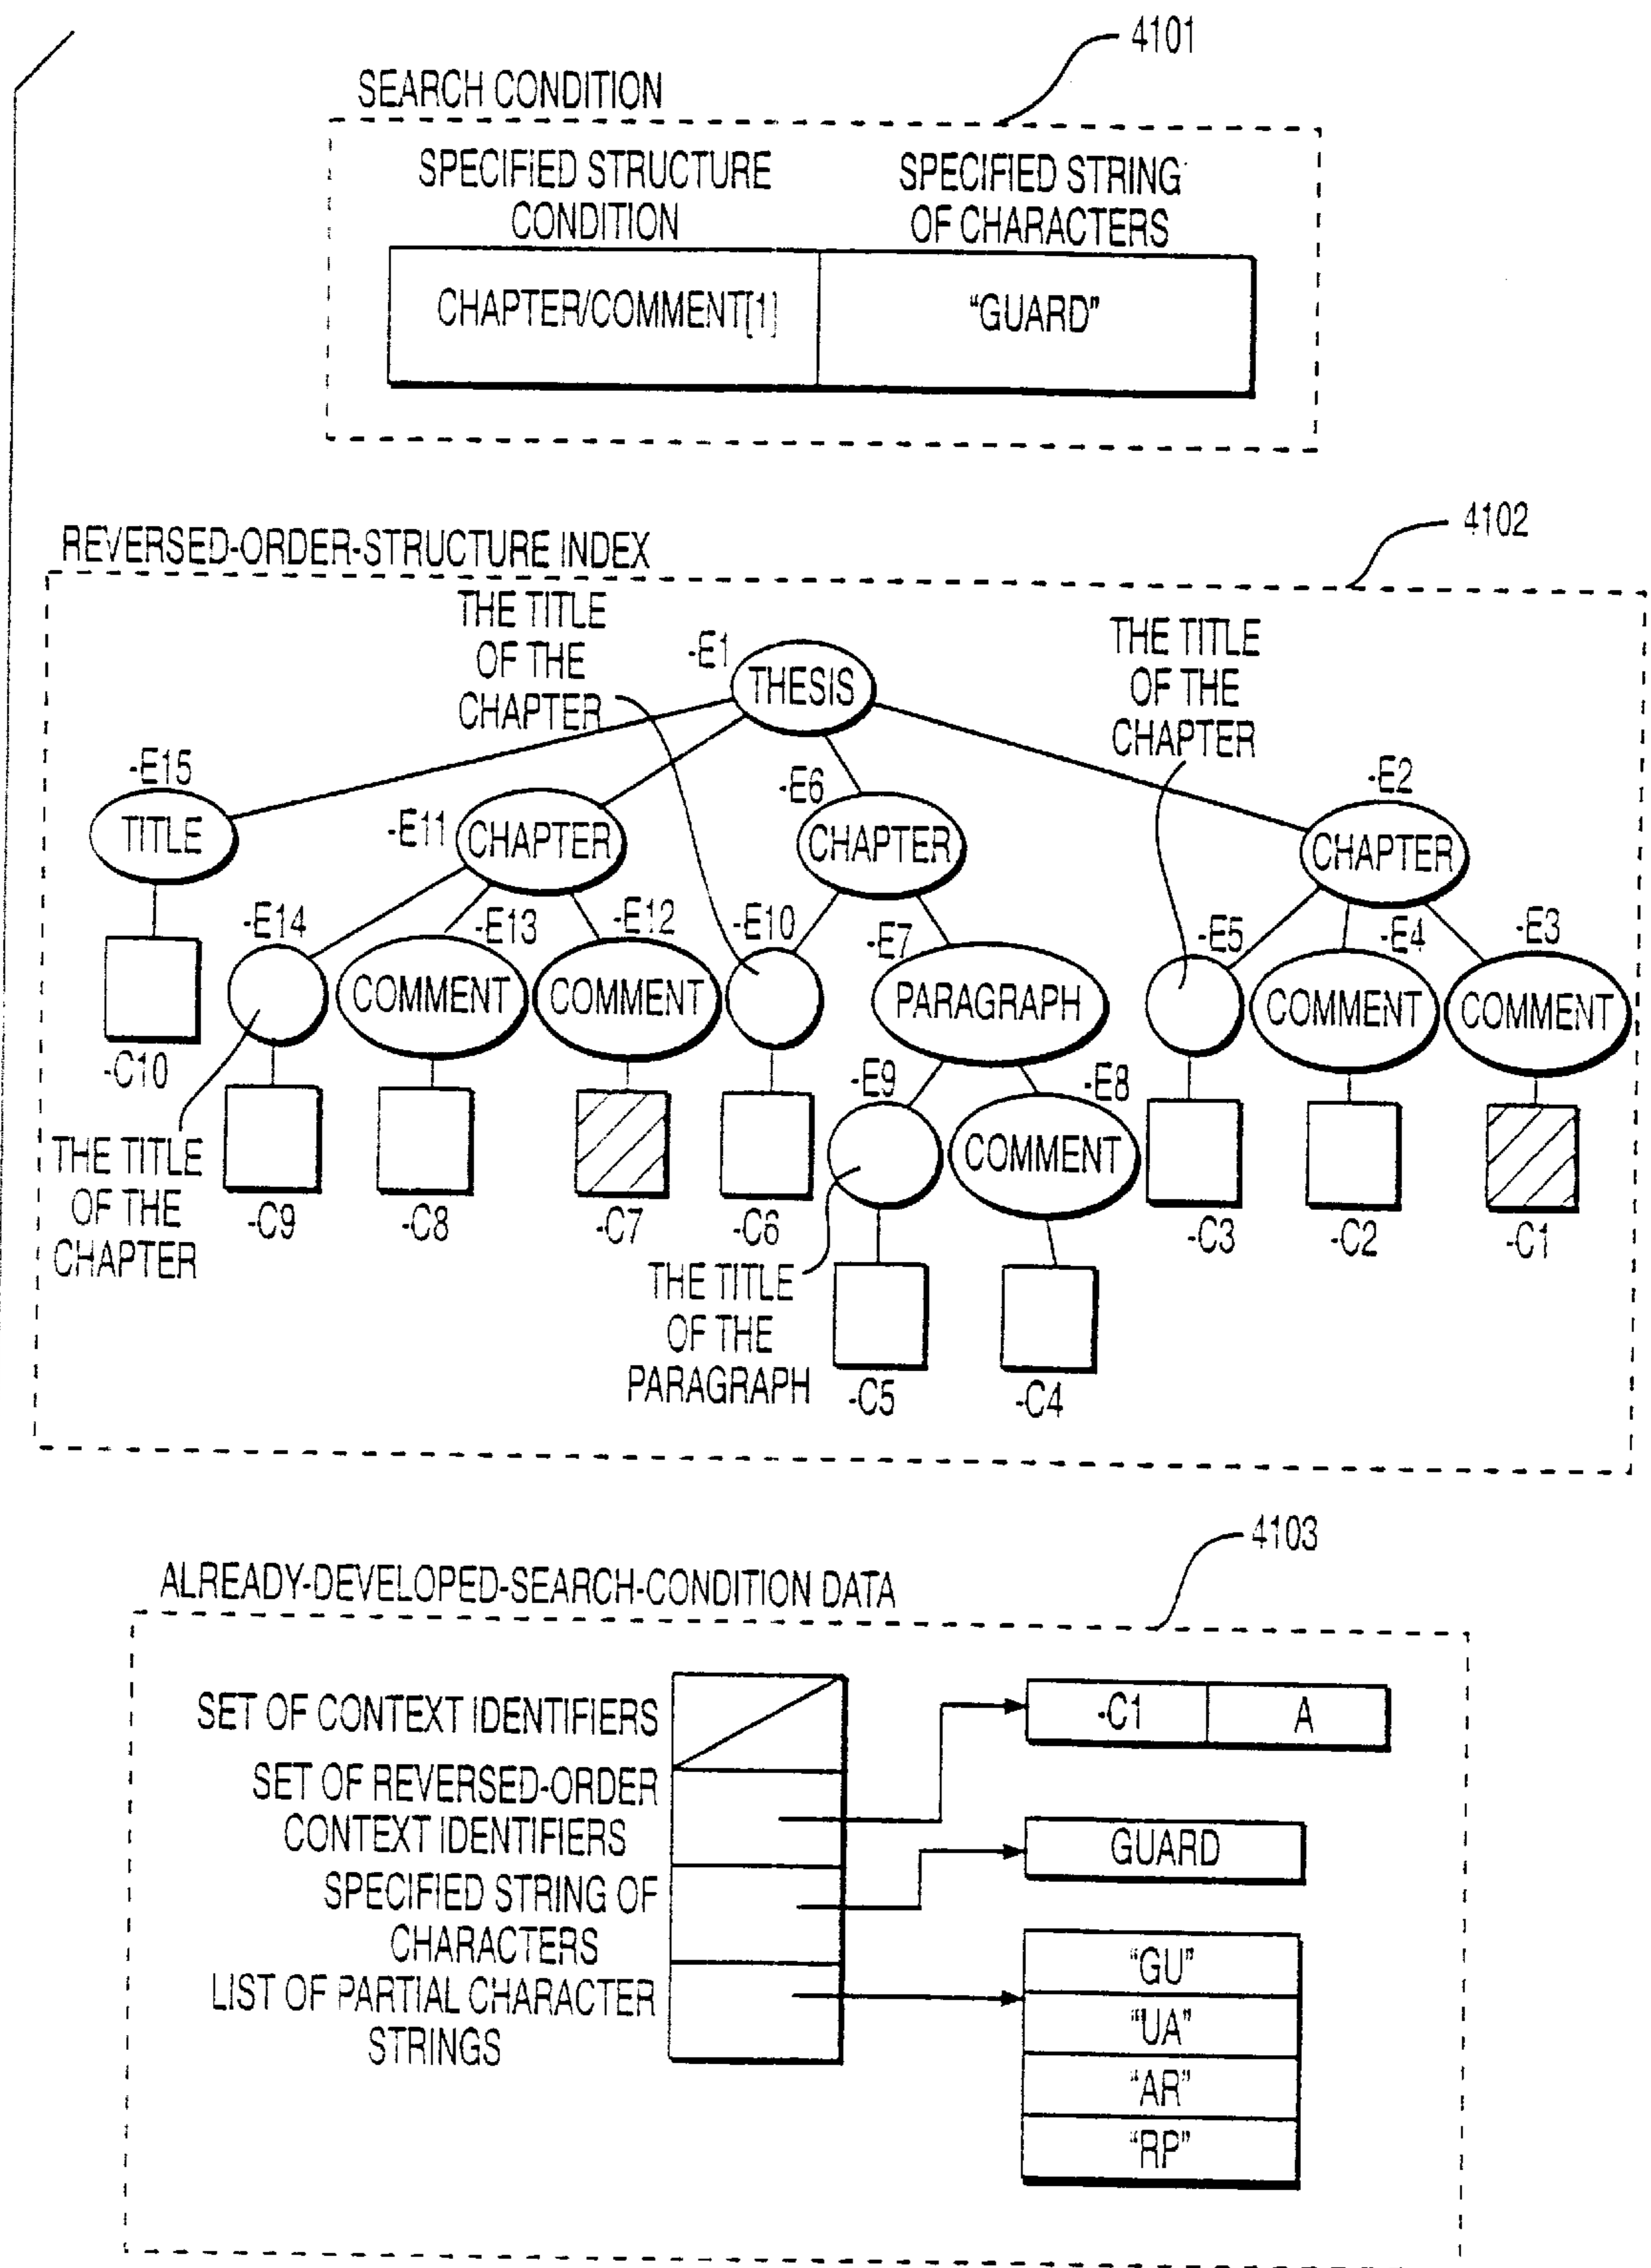 4101
SEARCH CONDITION
SPECIFIED STRUCTURE
CONDITION
SPECIFIED STRING
OF CHARACTERS
CHAPTER/COMMENT[1]
"GUARD"
4102
REVERSED-ORDER-STRUCTURE INDEX
THE TITLE
OF THE
CHAPTER
-E1
THESIS
THE TITLE
OF THE
CHAPTER
-E15
TITLE
-E11
CHAPTER
-E6
CHAPTER
-E2
CHAPTER
-E14
-E13
COMMENT
-E12
COMMENT
-E10
-E7
PARAGRAPH
-E5
-E4
COMMENT
-E3
COMMENT
-C10
-E9
-E8
COMMENT
THE TITLE
OF THE
CHAPTER
-C9
-C8
-C7
-C6
-C3
-C2
-C1
THE TITLE
OF THE
PARAGRAPH
-C5
-C4
4103
ALREADY-DEVELOPED-SEARCH-CONDITION DATA
SET OF CONTEXT IDENTIFIERS
-C1
A
SET OF REVERSED-ORDER
CONTEXT IDENTIFIERS
GUARD
SPECIFIED STRING OF
CHARACTERS
LIST OF PARTIAL CHARACTER
STRINGS
"GU"
"UA"
"AR"
"RP"